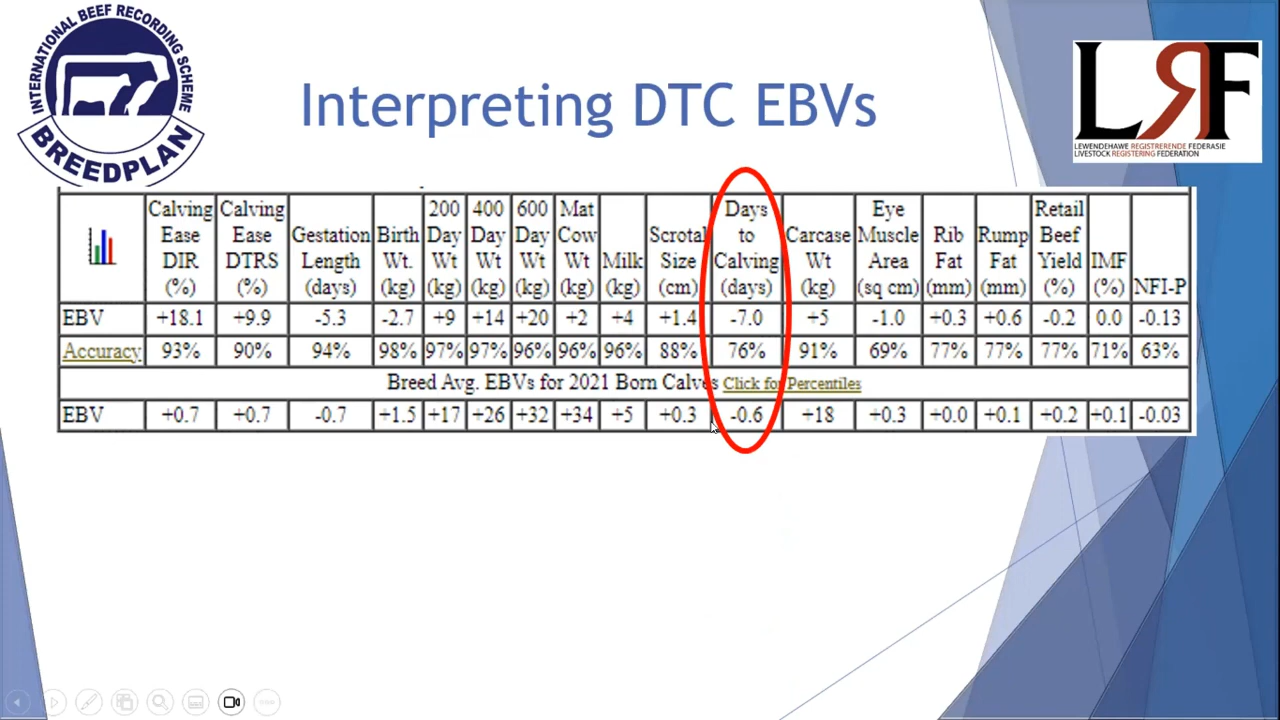 INTERNATIONAL BEEF RECORDING SCHEME
BREEDPLAN
Interpreting DTC EBVs
LRF
LEWENDEHAWE REGISTRERENDE FEDERASIE
LIVESTOCK REGISTERING FEDERATION
Calving Ease DIR (%) Calving Ease DTRS (%) Gestation Length (days) Birth Wt. (kg) 200 Day Wt (kg) 400 Day Wt (kg) 600 Day Wt (kg) Mat Cow Wt (kg) Milk (kg) Scrotal Size (cm) Days to Calving (days) Carcase Wt (kg) Eye Muscle Area (sq cm) Rib Fat (mm) Rump Fat (mm) Retail Beef Yield (%) IMF (%) NFI-P
EBV +18.1 +9.9 -5.3 -2.7 +9 +14 +20 +2 +4 +1.4 -7.0 +5 -1.0 +0.3 +0.6 -0.2 0.0 -0.13
Accuracy 93% 90% 94% 98% 97% 97% 96% 96% 96% 88% 76% 91% 69% 77% 77% 77% 71% 63%
Breed Avg. EBVs for 2021 Born Calves Click for Percentiles
EBV +0.7 +0.7 -0.7 +1.5 +17 +26 +32 +34 +5 +0.3 -0.6 +18 +0.3 +0.0 +0.1 +0.2 +0.1 -0.03